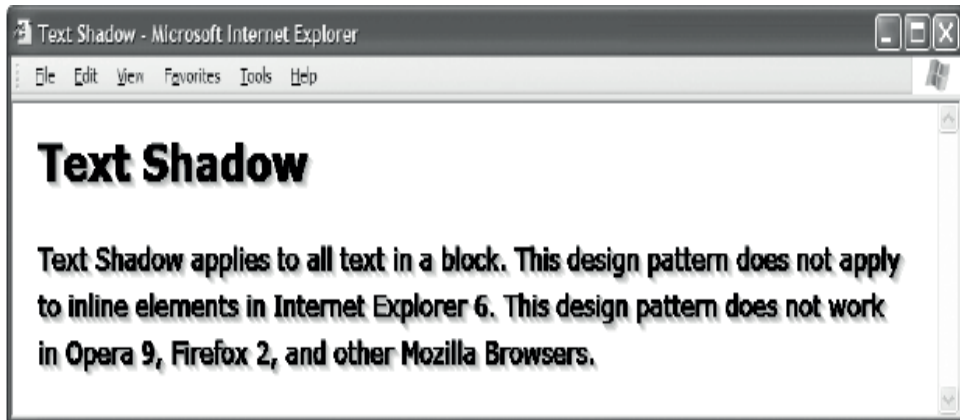 Text Shadow - Microsoft Internet Explorer
File Edit View Favorites Tools Help
Text Shadow
Text Shadow applies to all text in a block. This design pattern does not apply
to inline elements in Internet Explorer 6. This design pattern does not work
in Opera 9, Firefox 2, and other Mozilla Browsers.